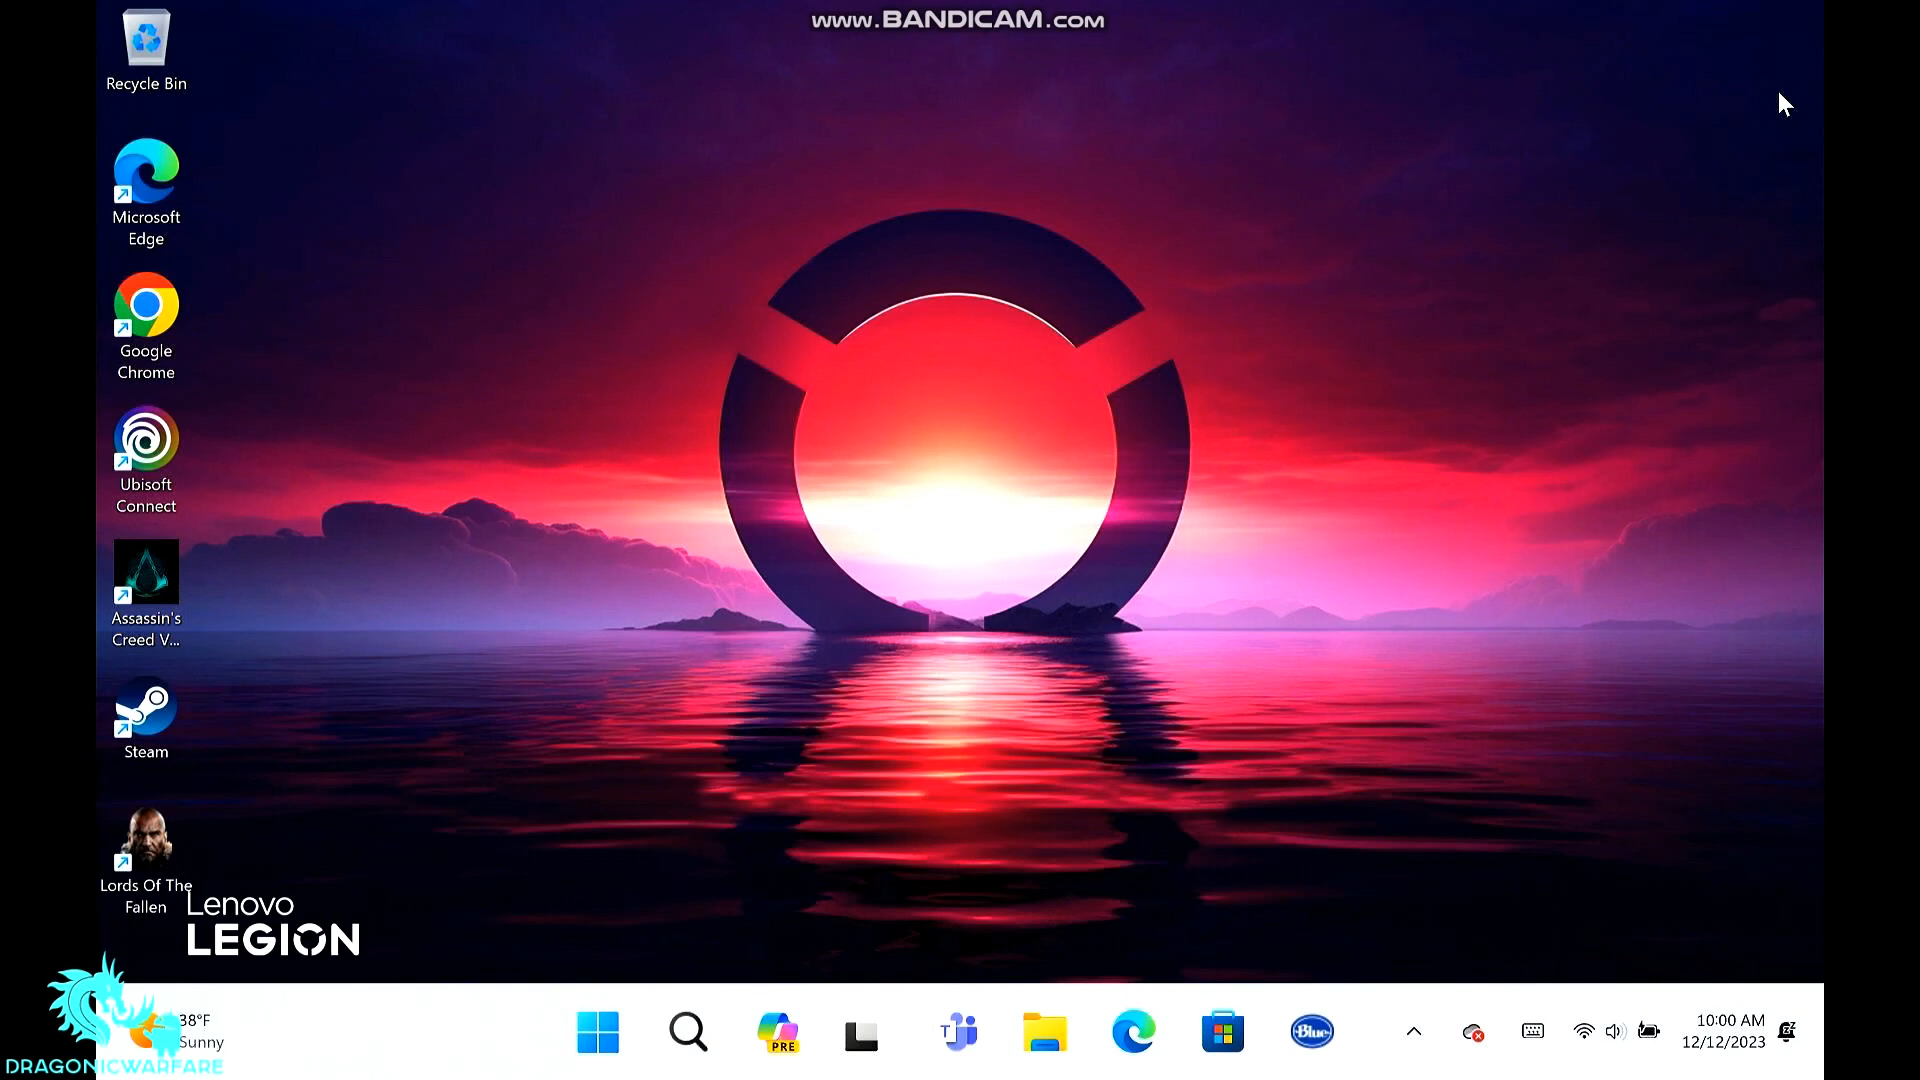 www.BANDICAM.com
Recycle Bin
Microsoft
Edge
Google
Chrome
Ubisoft
Connect
Assassin's
Creed V...
Steam
Lords Of The
Fallen
Lenovo
LEGION
DRAGONICWARFARE
38°F
Sunny
PRE
T
Blue
10:00 AM
12/12/2023